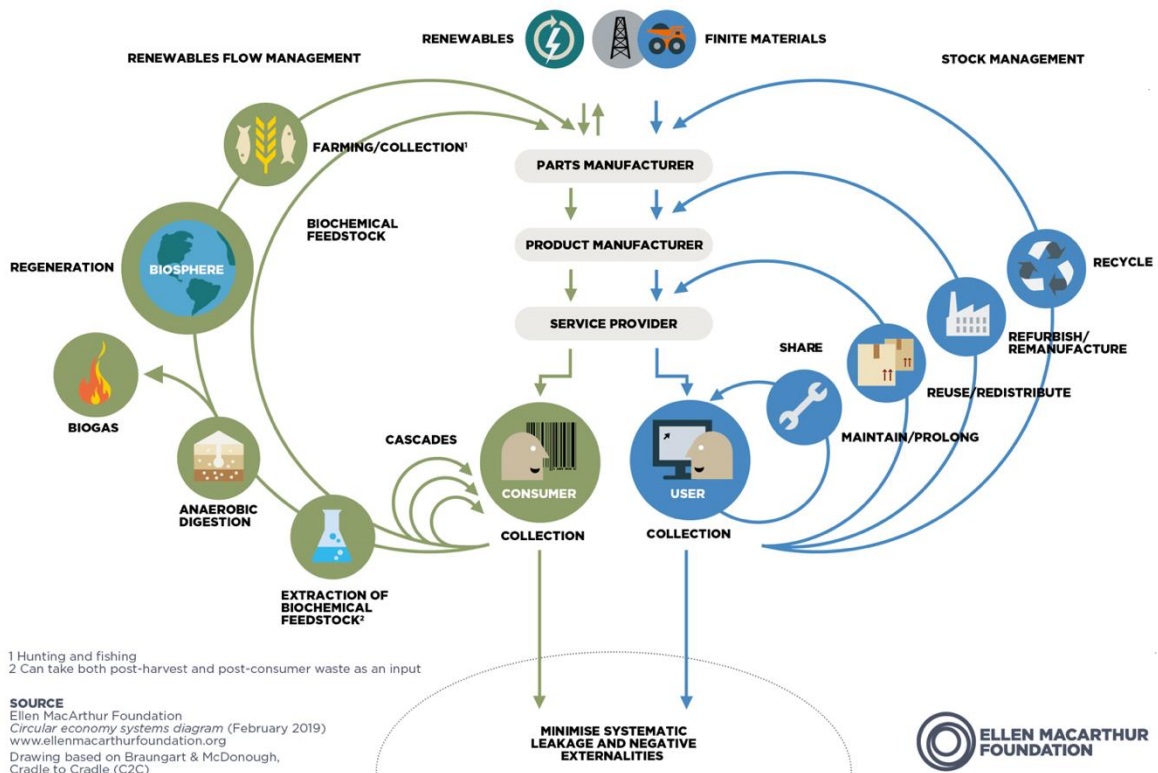 RENEWABLES
FINITE MATERIALS
RENEWABLES FLOW MANAGEMENT
STOCK MANAGEMENT
FARMING/COLLECTION¹
PARTS MANUFACTURER
BIOCHEMICAL
FEEDSTOCK
PRODUCT MANUFACTURER
REGENERATION
BIOSPHERE
RECYCLE
SERVICE PROVIDER
SHARE
REFURBISH/
REMANUFACTURE
REUSE/REDISTRIBUTE
BIOGAS
CASCADES
MAINTAIN/PROLONG
CONSUMER
USER
ANAEROBIC
DIGESTION
COLLECTION
COLLECTION
EXTRACTION OF
BIOCHEMICAL
FEEDSTOCK²
1 Hunting and fishing
2 Can take both post-harvest and post-consumer waste as an input
SOURCE
Ellen MacArthur Foundation
Circular economy systems diagram (February 2019)
www.ellenmacarthurfoundation.org
Drawing based on Braungart & McDonough,
Cradle to Cradle (C2C)
MINIMISE SYSTEMATIC
LEAKAGE AND NEGATIVE
EXTERNALITIES
ELLEN MACARTHUR
FOUNDATION